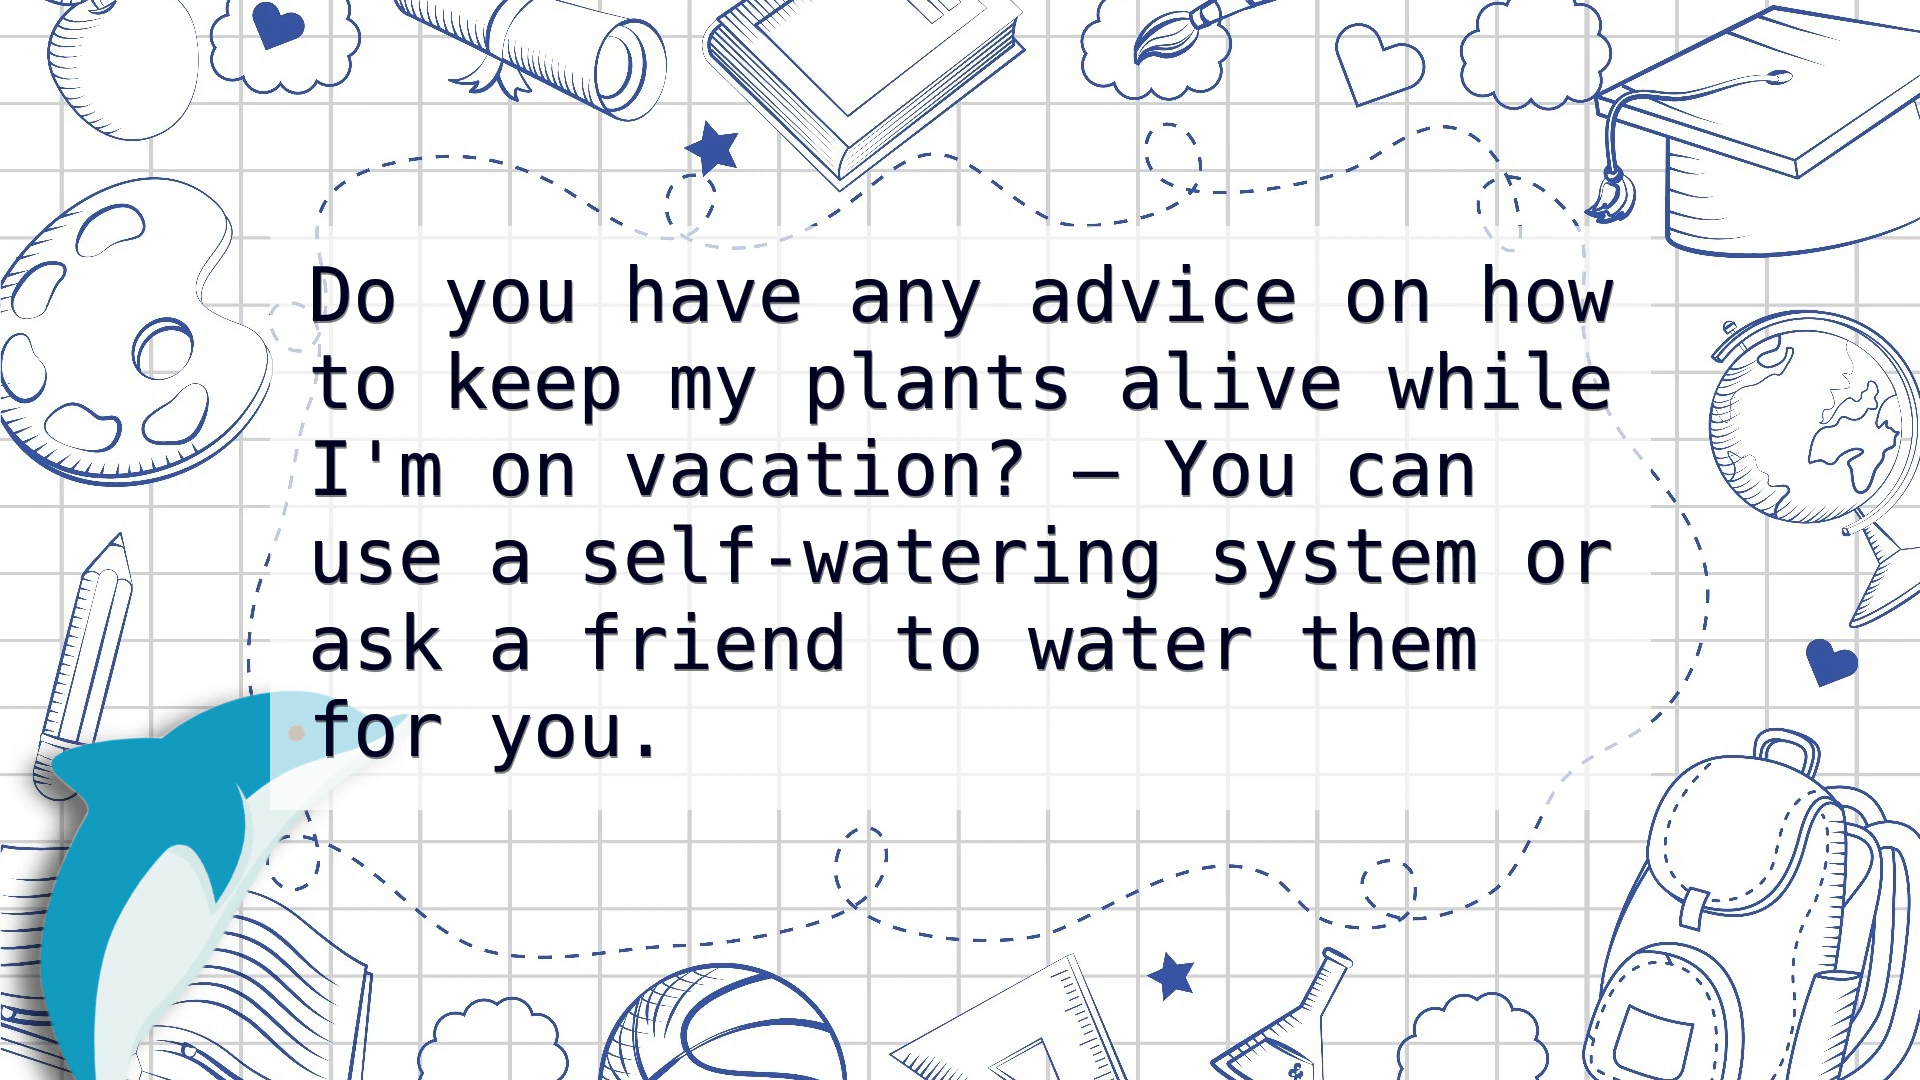 Do you have any advice on how
to keep my plants alive while
I'm on vacation? – You can
use a self-watering system or
ask a friend to water them
for you.